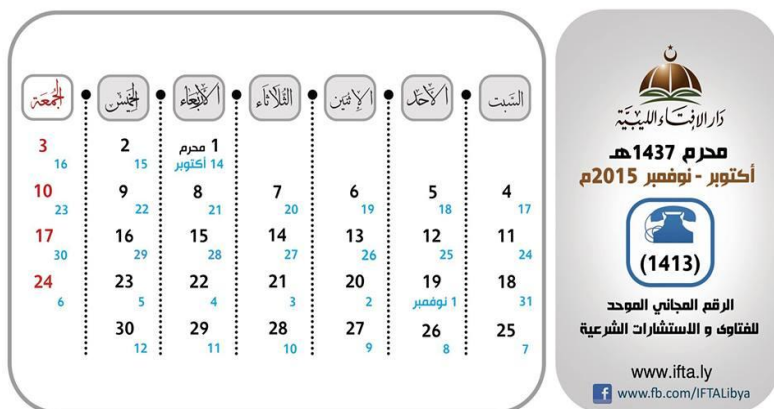 دار الإفتاء الليبية
محرم 1437هـ
أكتوبر - نوفمبر 2015م
(1413)
الرقم المجاني الموحد
للفتاوى و الاستشارات الشرعية
www.ifta.ly
www.fb.com/IFTALibya
السبت الأحد الإثنين الثلاثاء الأربعاء الخميس الجمعة
1 محرم 2 3
14 أكتوبر 15 16
4 5 6 7 8 9 10
17 18 19 20 21 22 23
11 12 13 14 15 16 17
24 25 26 27 28 29 30
18 19 20 21 22 23 24
31 1 نوفمبر 2 3 4 5 6
25 26 27 28 29 30
7 8 9 10 11 12